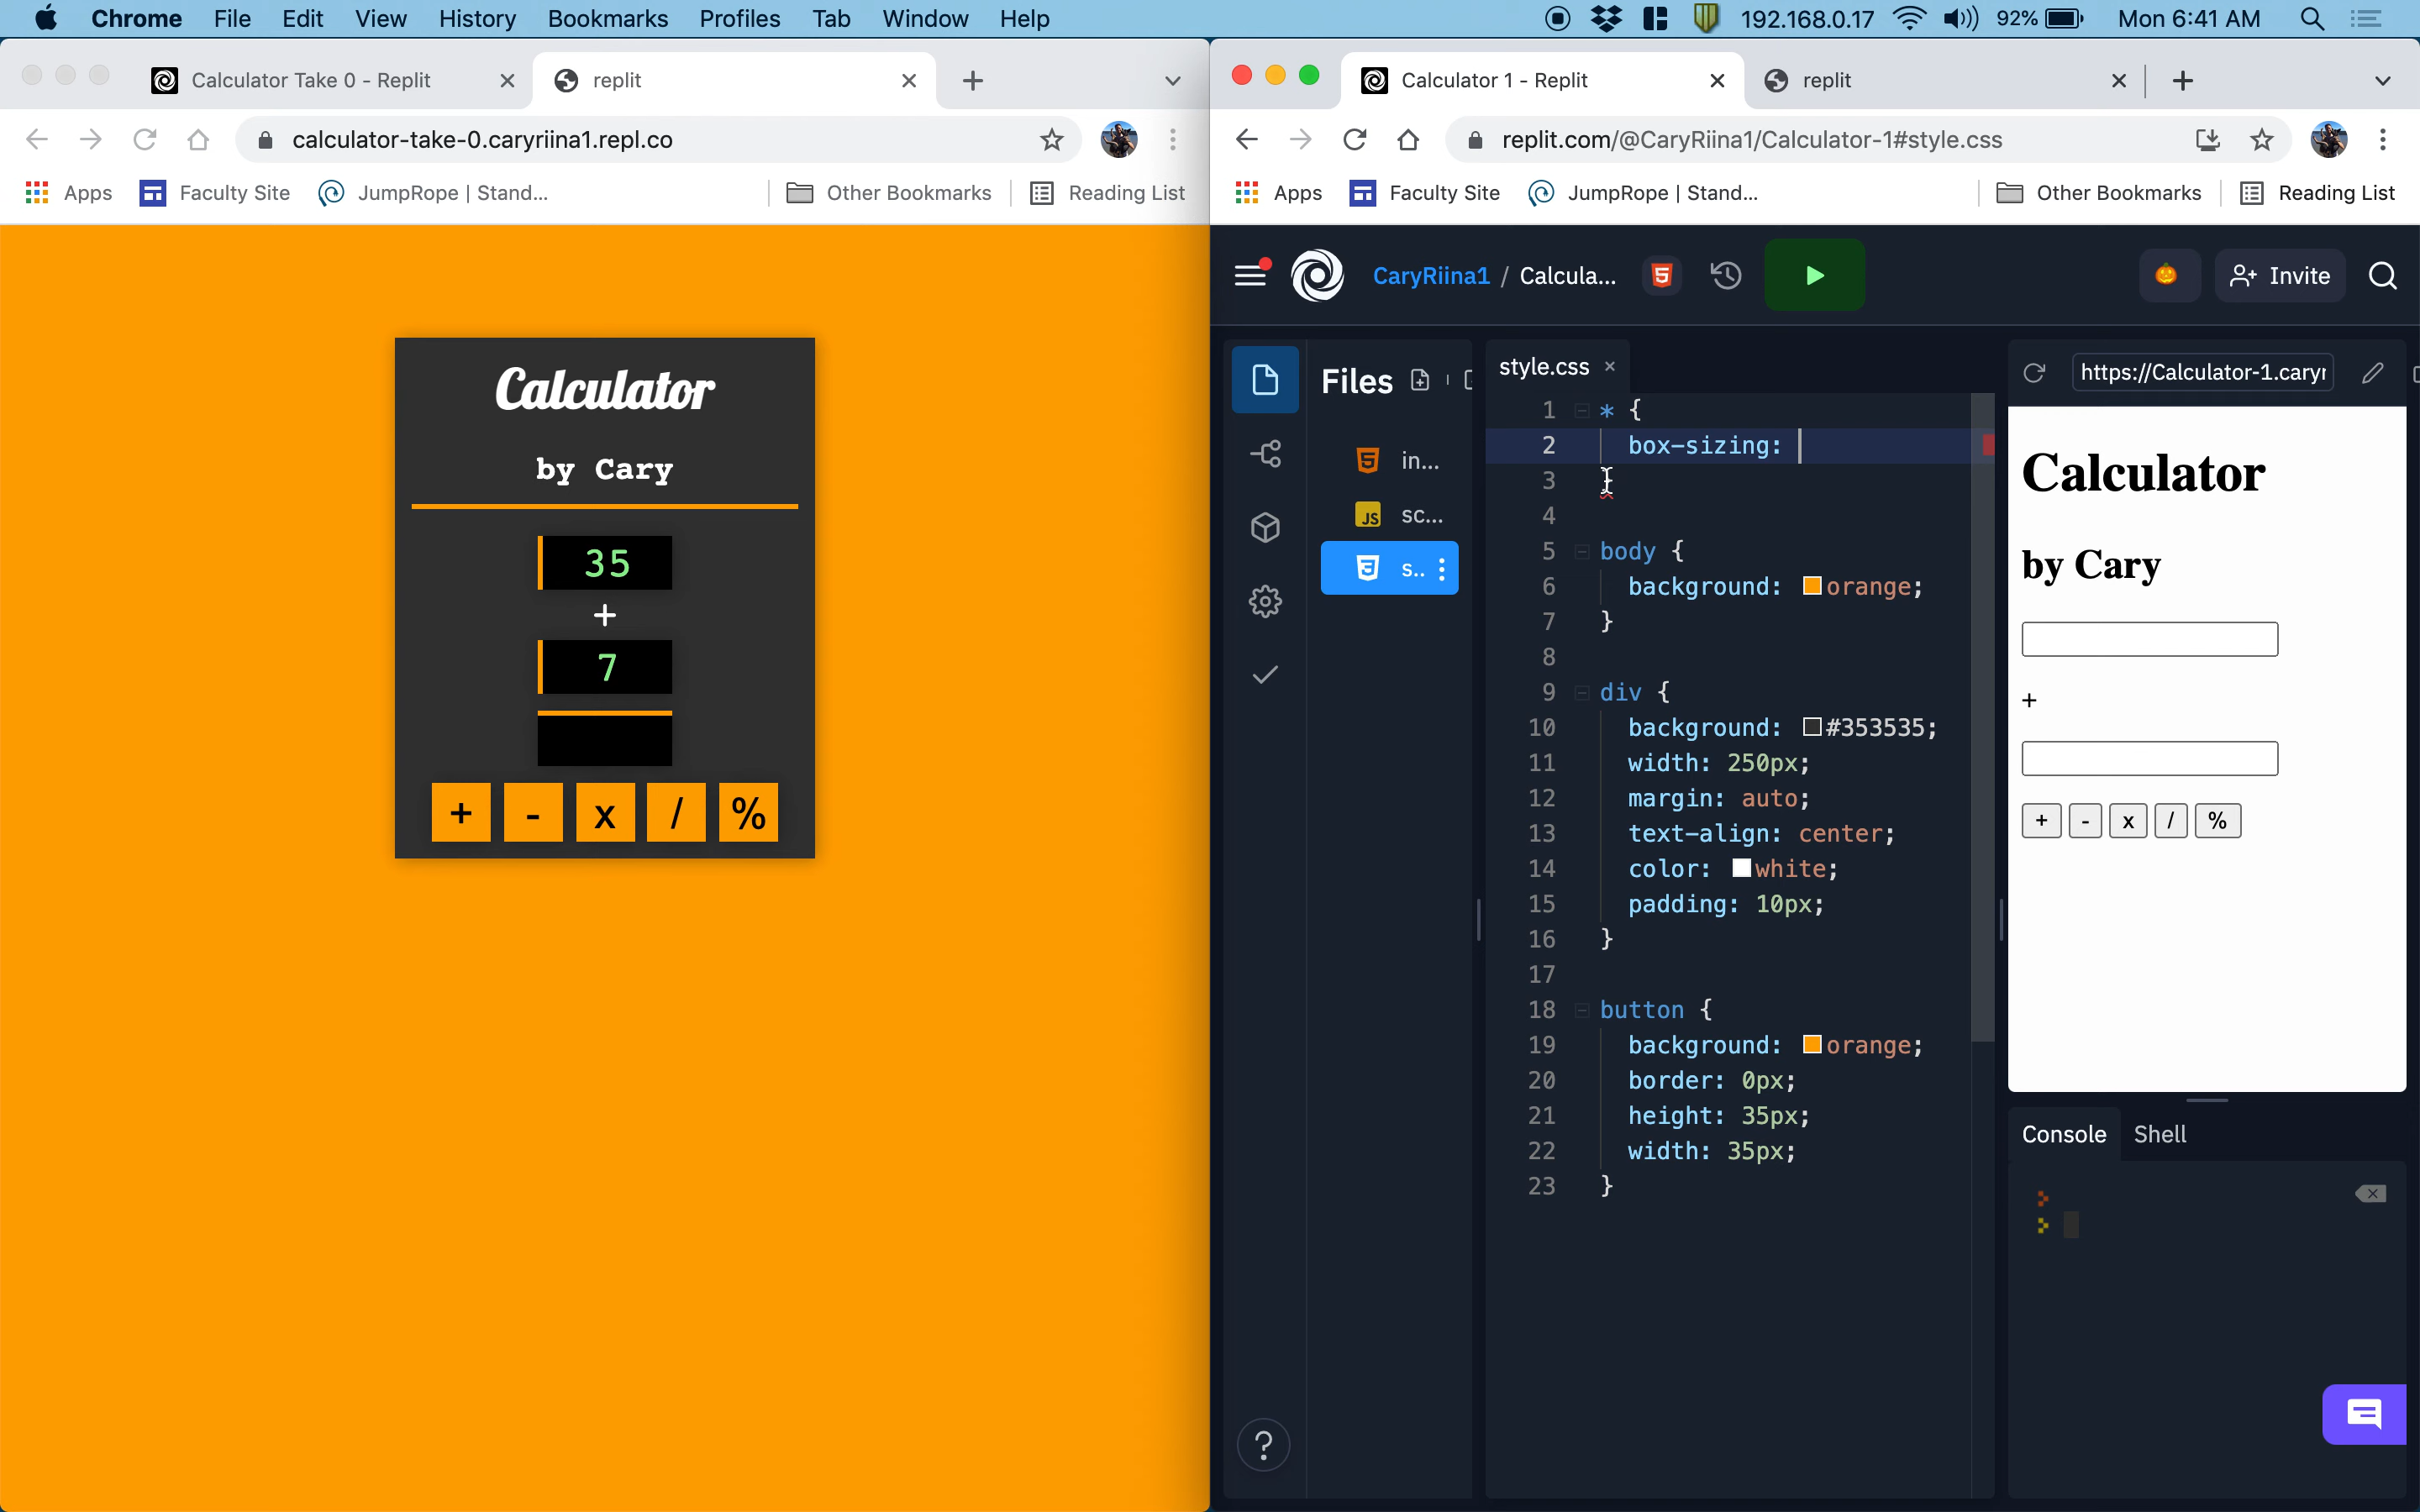 Chrome File Edit View History Bookmarks Profiles Tab Window Help 192.168.0.17 92% Mon 6:41 AM
Calculator Take 0 - Replit
replit
calculator-take-0.caryriina1.repl.co
Apps Faculty Site JumpRope | Stand... Other Bookmarks Reading List
Calculator
by Cary
35
+
7
+ - x / %
Calculator 1 - Replit
replit
replit.com/@CaryRiina1/Calculator-1#style.css
Apps Faculty Site JumpRope | Stand... Other Bookmarks Reading List
CaryRiina1 / Calcula... 5 Invite
Files
5 in...
JS sc...
3 s..
style.css
1 * {
2 box-sizing:
3 }
4
5 body {
6 background: orange;
7 }
8
9 div {
10 background: #353535;
11 width: 250px;
12 margin: auto;
13 text-align: center;
14 color: white;
15 padding: 10px;
16 }
17
18 button {
19 background: orange;
20 border: 0px;
21 height: 35px;
22 width: 35px;
23 }
https://Calculator-1.caryr
Calculator
by Cary
+
+ - x / %
Console Shell
>
>
?